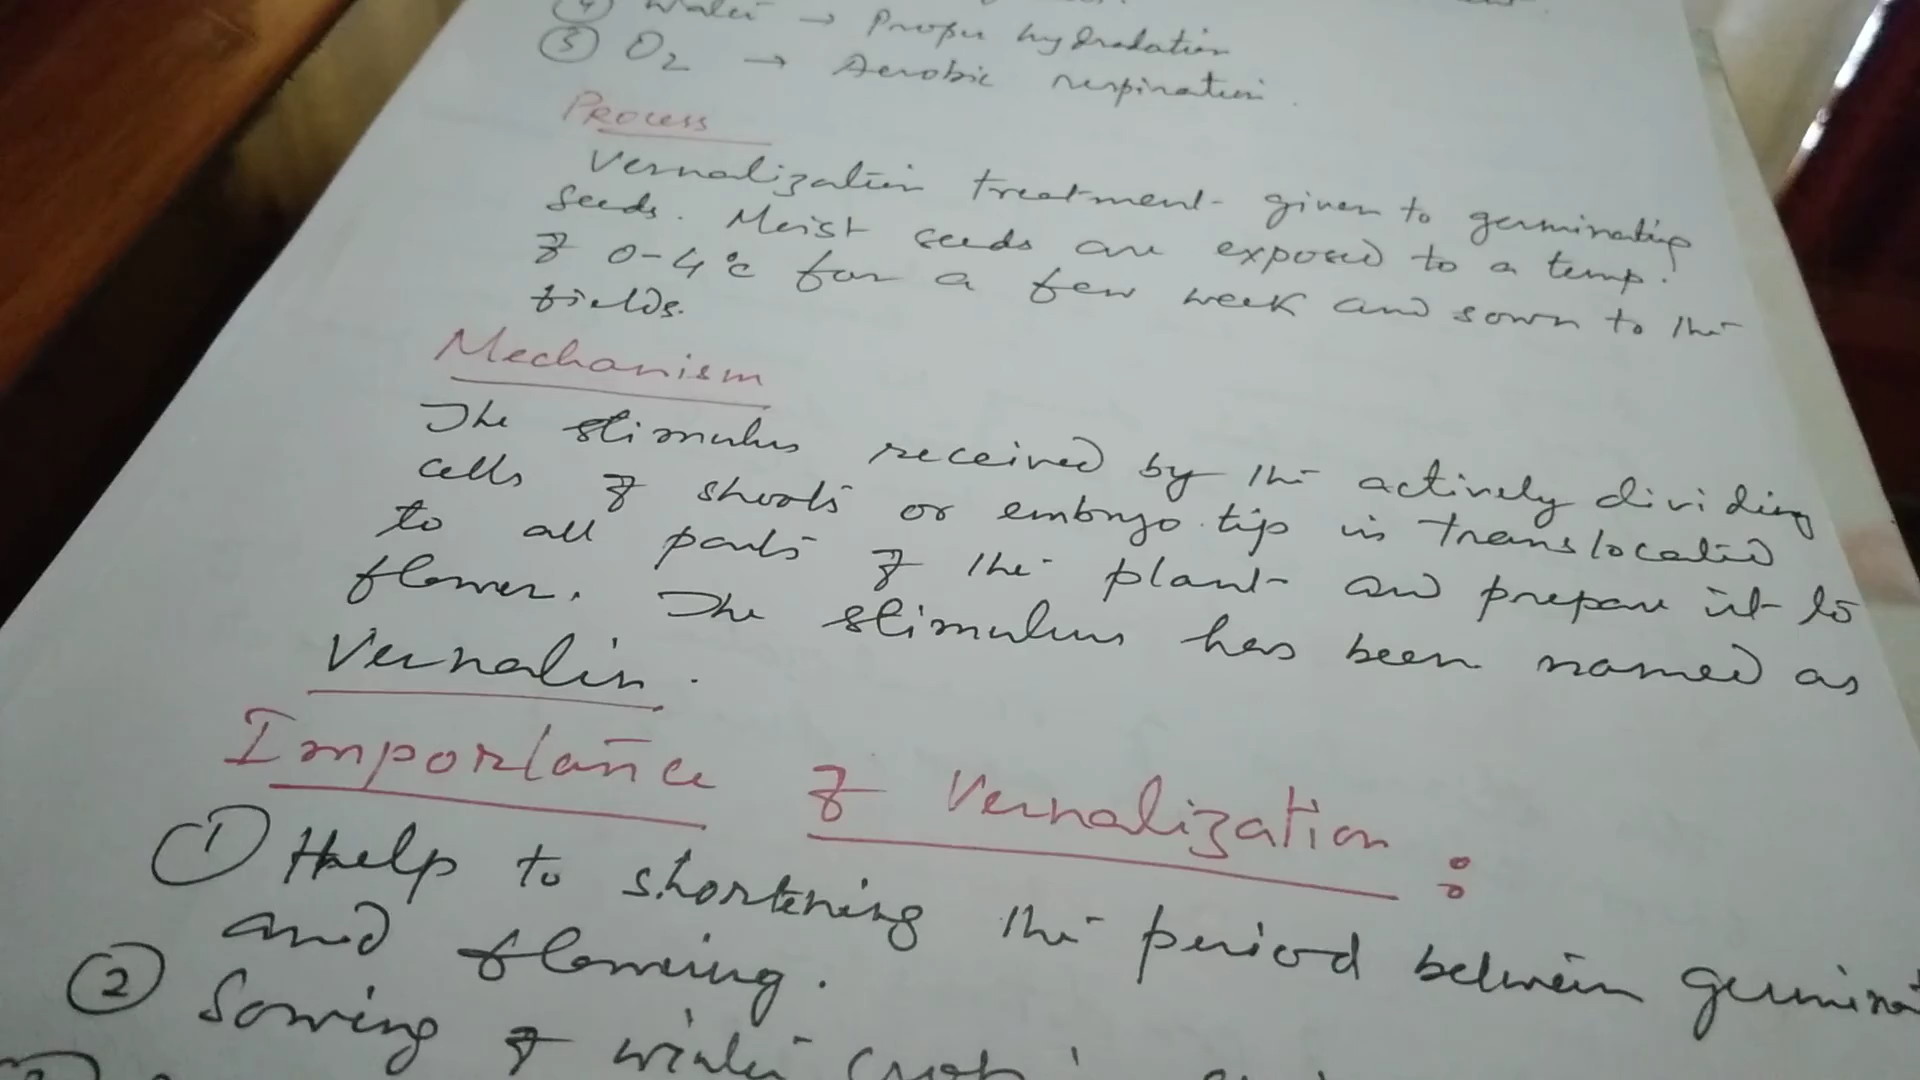 ④ Water → Proper hydradation
⑤ O₂ → Aerobic respiration.
Process
Vernalization treatment given to germinating
seeds. Moist seeds are exposed to a temp.
of 0-4°c for a few week and sown to the
fields.
Mechanism
The stimulus received by the actively dividing
cells of shoots or embryo tip is translocated
to all parts of the plant and prepare it to
flower. The stimulus has been named as
Vernalin.
Importance of Vernalization :
① Help to shortening the period between germinat
and flowering.
② Sowing of winter crops